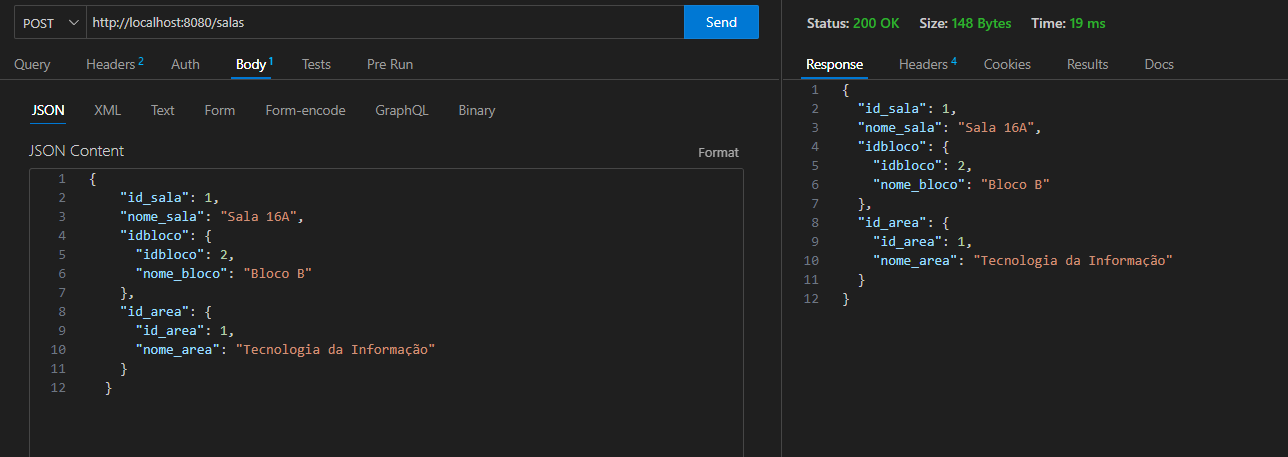 POST http://localhost:8080/salas Send
Query Headers 2 Auth Body 1 Tests Pre Run
JSON XML Text Form Form-encode GraphQL Binary
JSON Content Format
1 {
2 "id_sala": 1,
3 "nome_sala": "Sala 16A",
4 "idbloco": {
5 "idbloco": 2,
6 "nome_bloco": "Bloco B"
7 },
8 "id_area": {
9 "id_area": 1,
10 "nome_area": "Tecnologia da Informação"
11 }
12 }
Status: 200 OK Size: 148 Bytes Time: 19 ms
Response Headers 4 Cookies Results Docs
1 {
2 "id_sala": 1,
3 "nome_sala": "Sala 16A",
4 "idbloco": {
5 "idbloco": 2,
6 "nome_bloco": "Bloco B"
7 },
8 "id_area": {
9 "id_area": 1,
10 "nome_area": "Tecnologia da Informação"
11 }
12 }